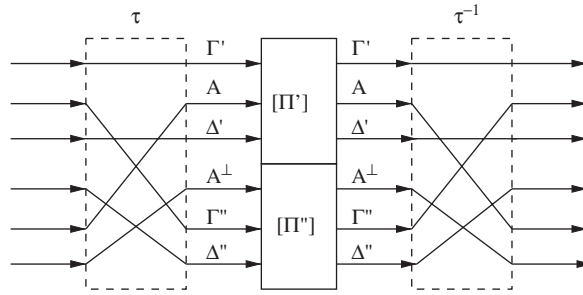 τ τ⁻¹
Γ' Γ'
A A
[Π']
Δ' Δ'
A⊥ A⊥
Γ" Γ"
[Π"]
Δ" Δ"